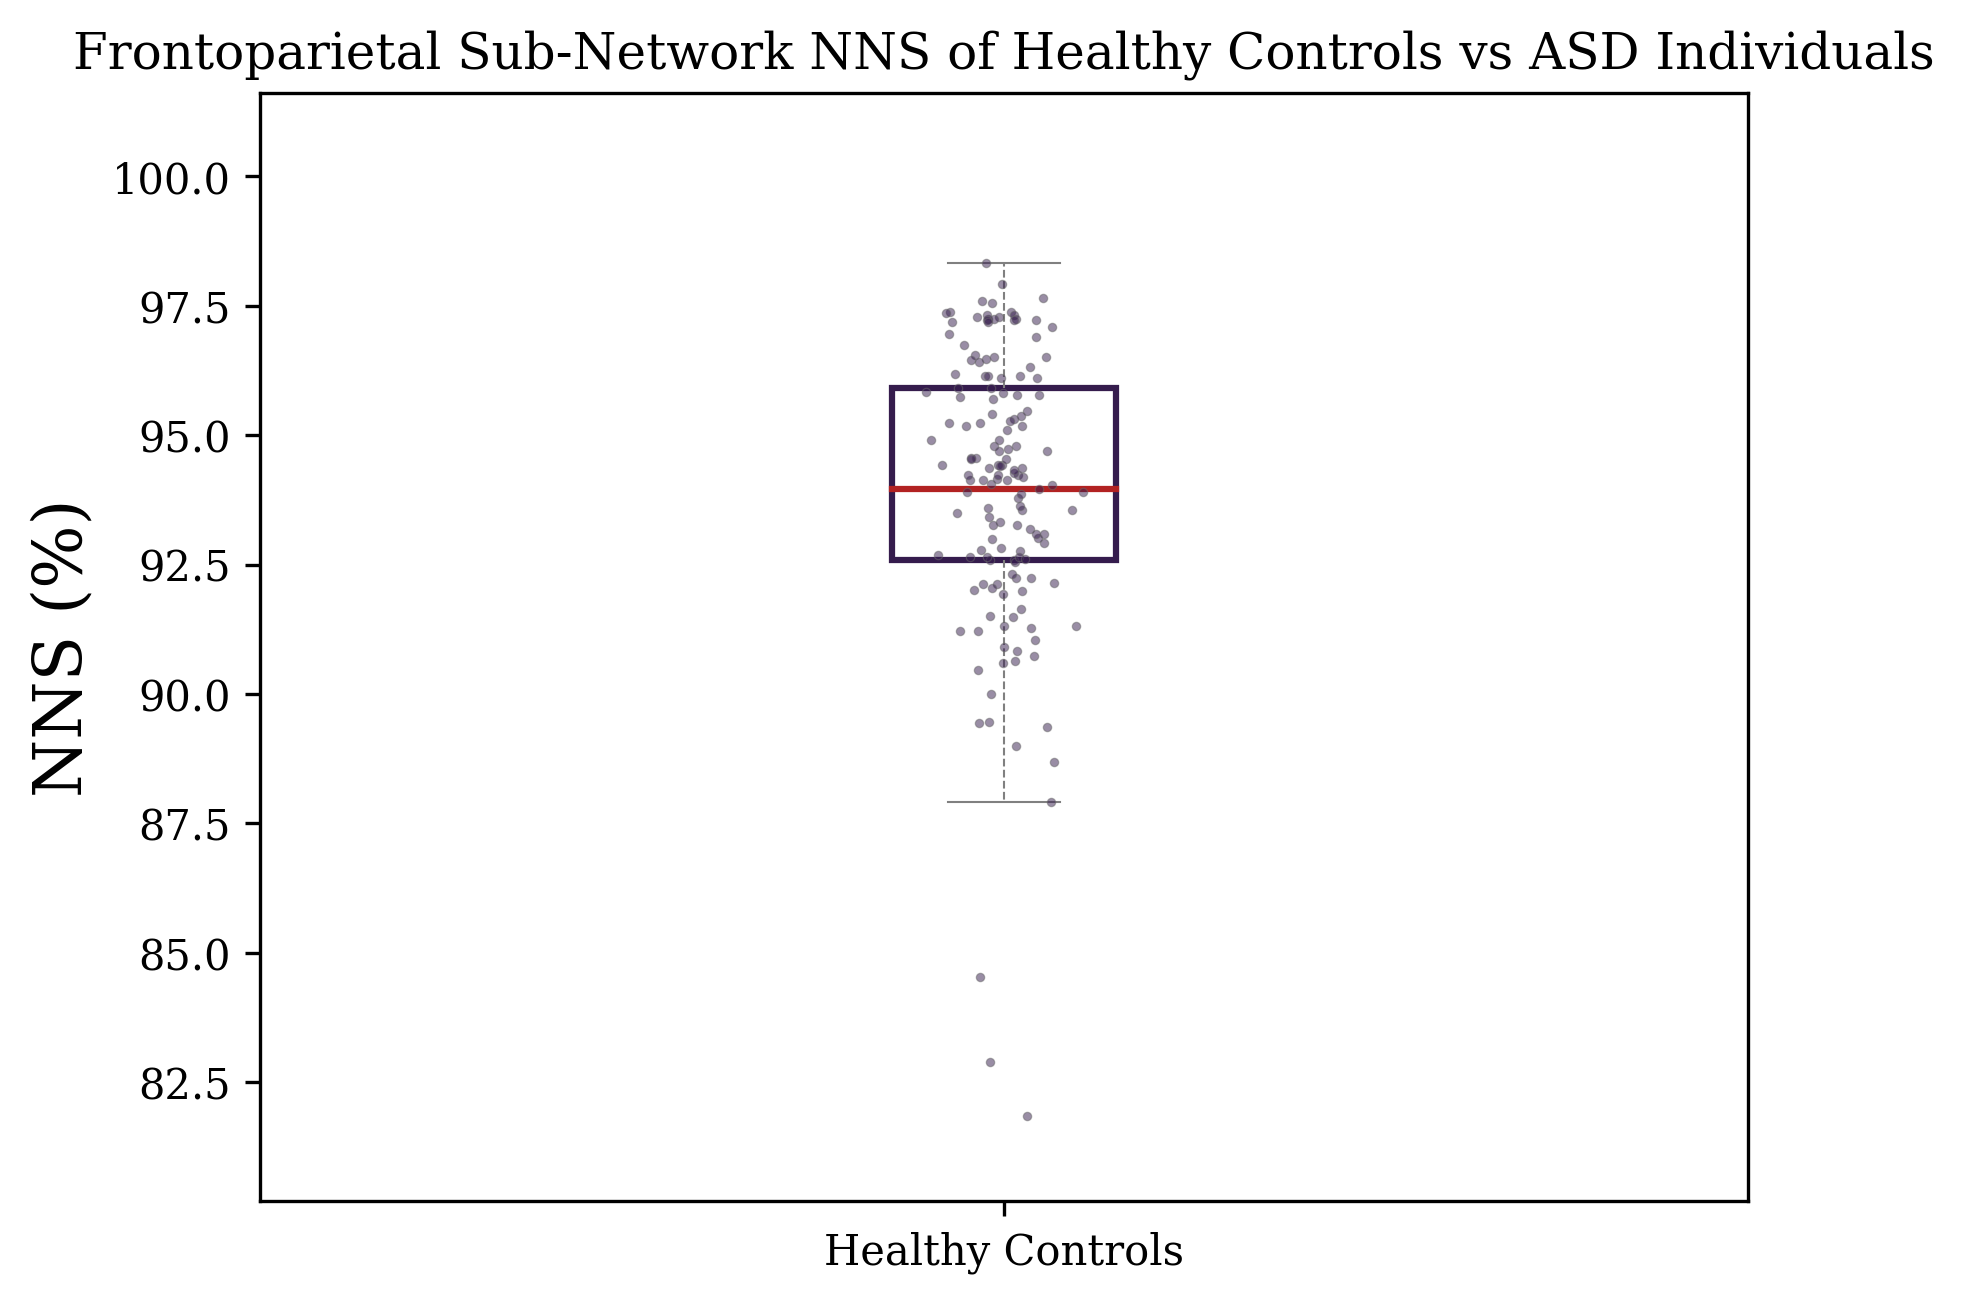 Frontoparietal Sub-Network NNS of Healthy Controls vs ASD Individuals
NNS (%)
100.0
97.5
95.0
92.5
90.0
87.5
85.0
82.5
Healthy Controls